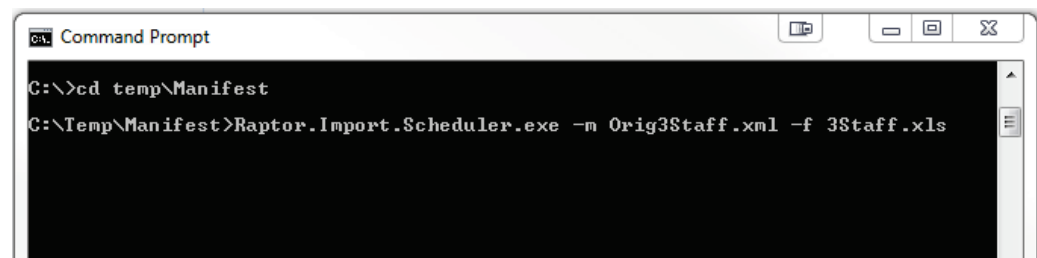 C:\. Command Prompt
C:\>cd temp\Manifest
C:\Temp\Manifest>Raptor.Import.Scheduler.exe -m Orig3Staff.xml -f 3Staff.xls